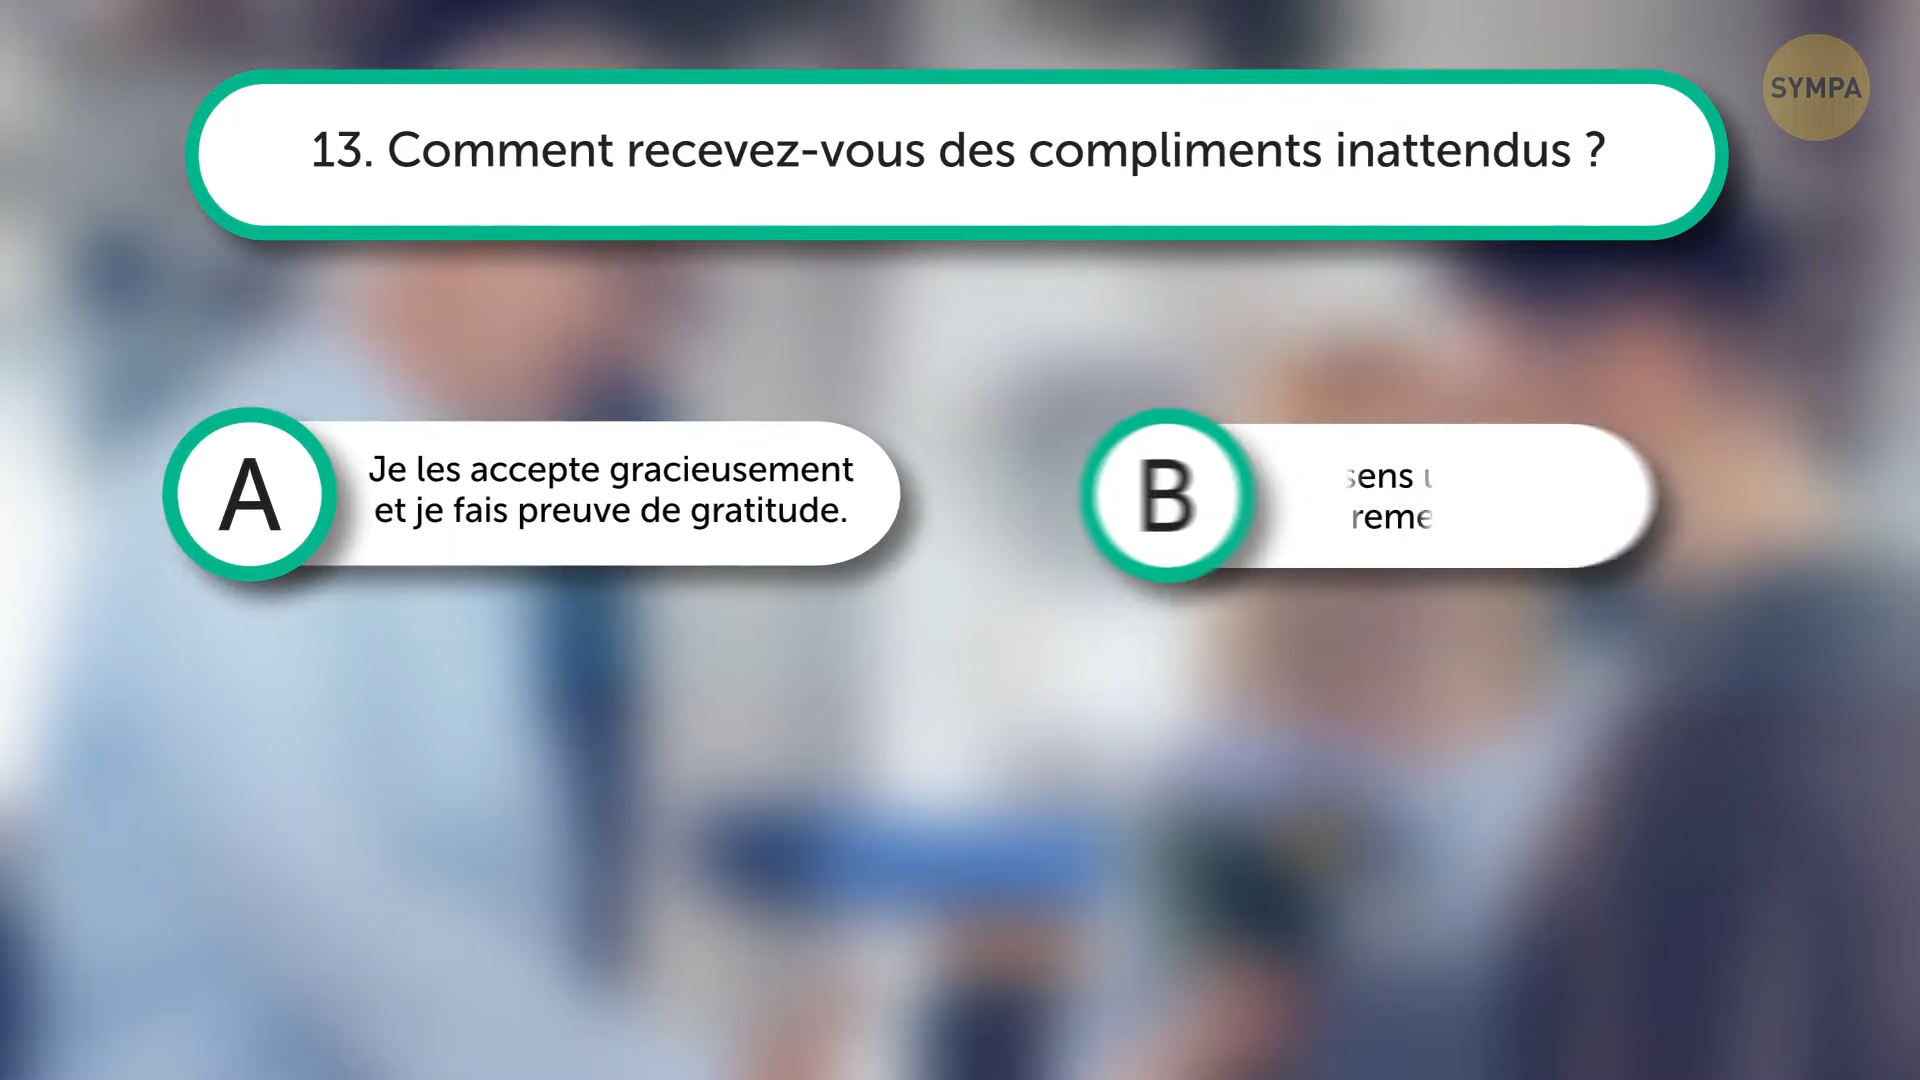 SYMPA
13. Comment recevez-vous des compliments inattendus ?
A
Je les accepte gracieusement
et je fais preuve de gratitude.
B